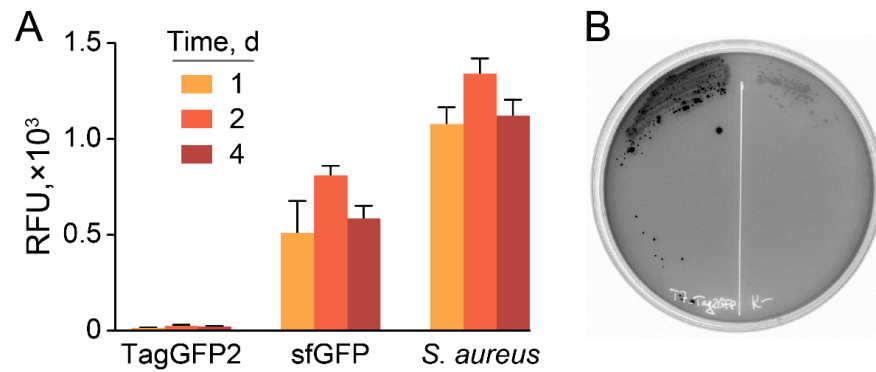 A
B
Time, d
1
2
4
RFU,×10³
1.5
1.0
0.5
0
TagGFP2
sfGFP
S. aureus
T7 Tag2GFP
K-